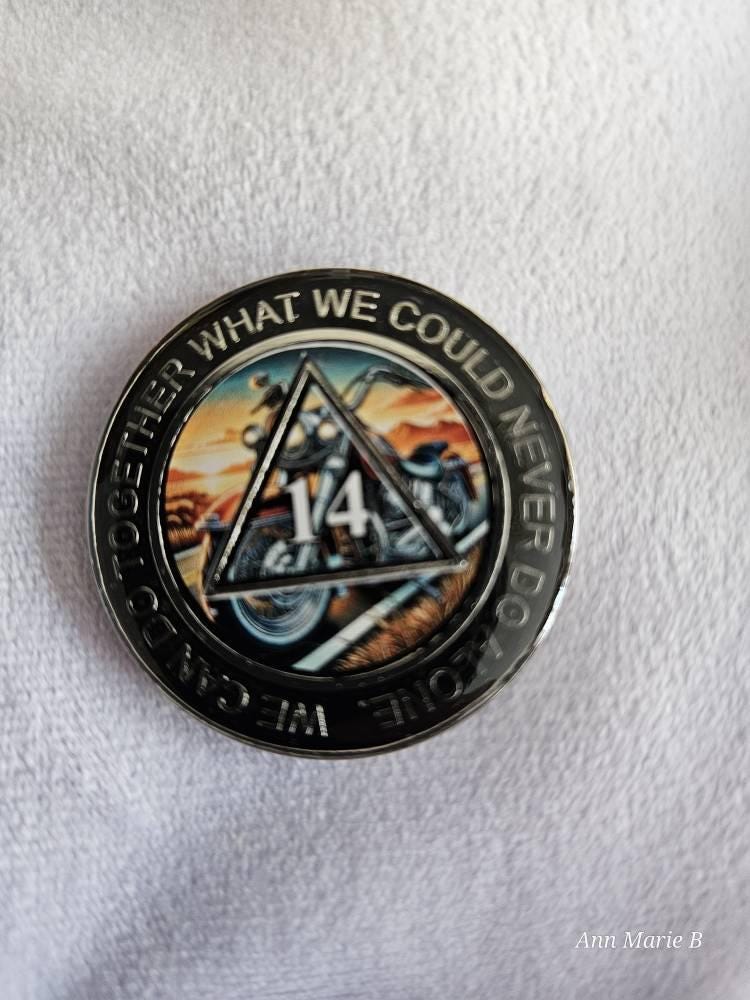 WE CAN DO TOGETHER WHAT WE COULD NEVER DO ALONE.
14
Ann Marie B